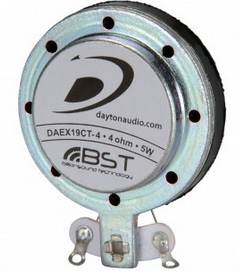 D
daytonaudio.com
DAEX19CT-4 • 4 ohm • 5W
BST
balanced sound technology